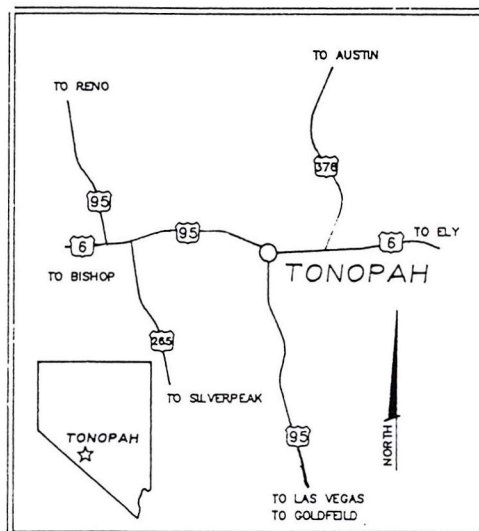 TO AUSTIN
TO RENO
378
95
95
6
6
TO ELY
TO BISHOP
TONOPAH
265
TO SILVERPEAK
TONOPAH
95
NORTH
TO LAS VEGAS
TO GOLDFEILD